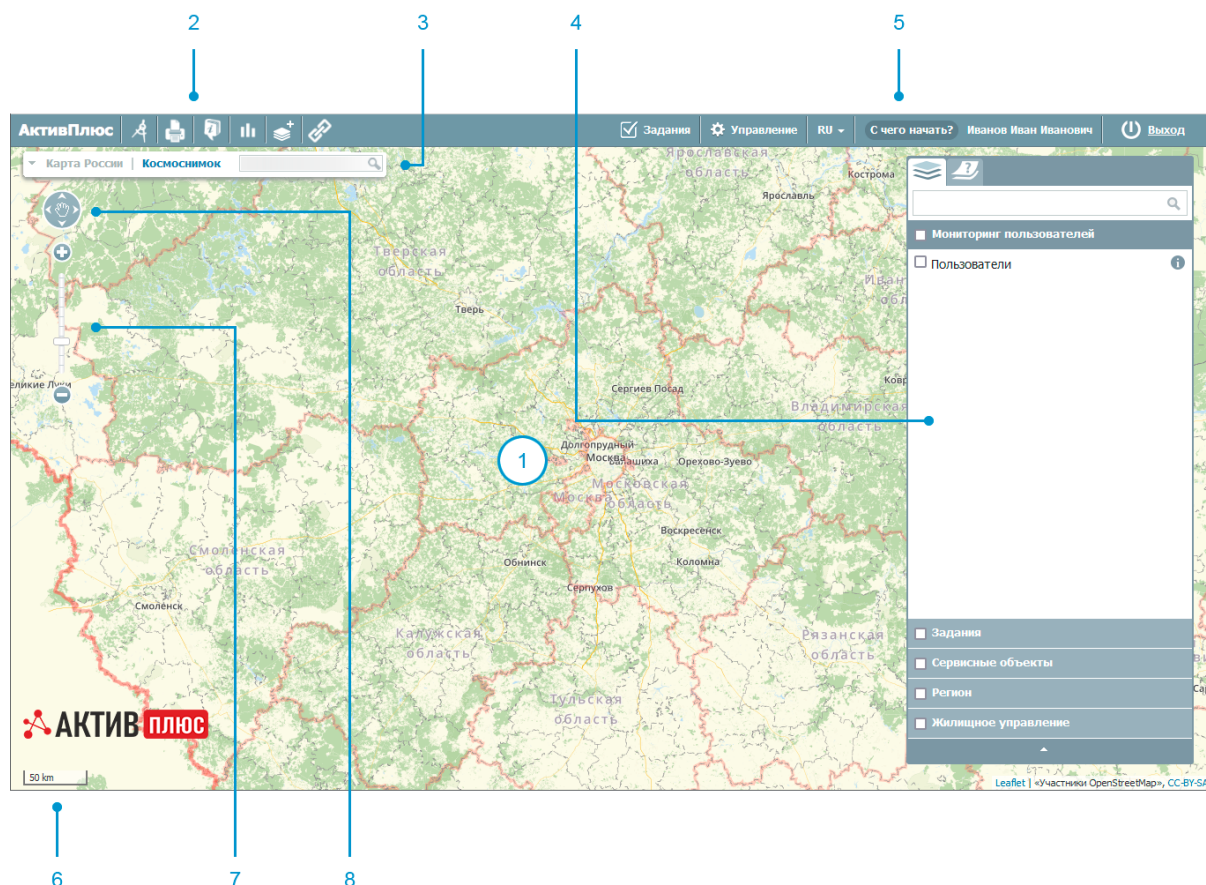 2 3 4 5
АктивПлюс Задания Управление RU С чего начать? Иванов Иван Иванович Выход
Карта России | Космоснимок
Ярославская
область
Кострома
Ярославль
Мониторинг пользователей
Тверская
область
Пользователи
Тверь
Сергиев Посад
Владимирская
область
Долгопрудный
1
Москва
Балашиха
Орехово-Зуево
Московская
область
Москва
Воскресенск
Смоленская
область
Обнинск
Коломна
Серпухов
Смоленск
Калужская
область
Рязанская
область
Задания
Сервисные объекты
Регион
Тульская
область
АКТИВ ПЛЮС
Жилищное управление
50 km
Leaflet | «Участники OpenStreetMap», CC-BY-SA
6 7 8